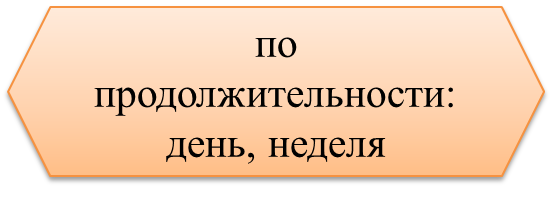 по
продолжительности:
день, неделя